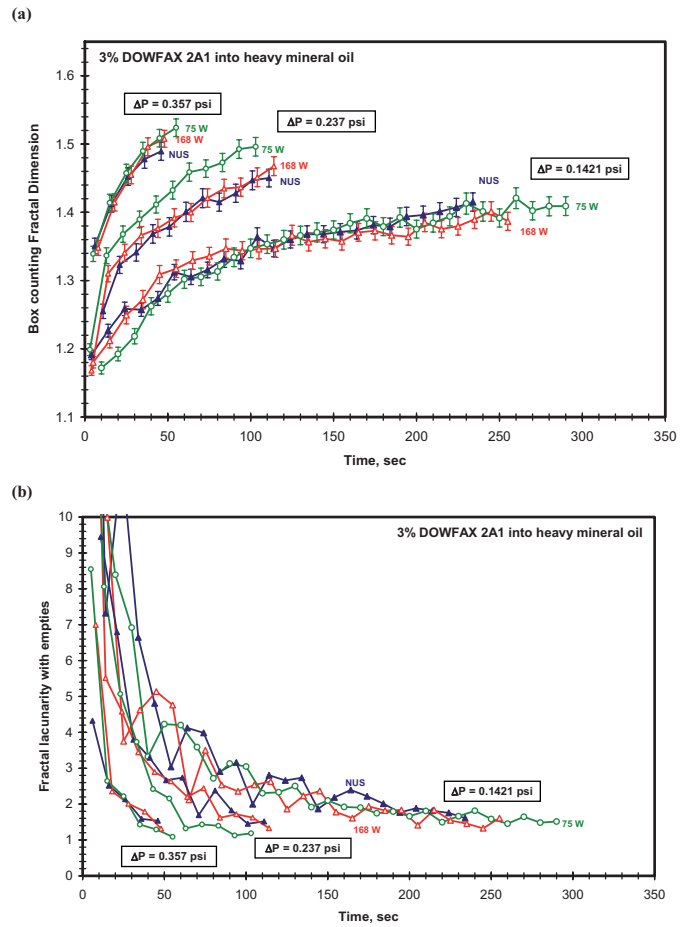 (a)
3% DOWFAX 2A1 into heavy mineral oil
1.6
1.5
1.4
1.3
1.2
1.1
Box counting Fractal Dimension
ΔP = 0.357 psi
75 W
168 W
NUS
ΔP = 0.237 psi
75 W
168 W
NUS
ΔP = 0.1421 psi
NUS
75 W
168 W
0 50 100 150 200 250 300 350
Time, sec
(b)
3% DOWFAX 2A1 into heavy mineral oil
10
9
8
7
6
5
4
3
2
1
0
Fractal lacunarity with empties
NUS
168 W
ΔP = 0.1421 psi
75 W
ΔP = 0.237 psi
ΔP = 0.357 psi
0 50 100 150 200 250 300 350
Time, sec